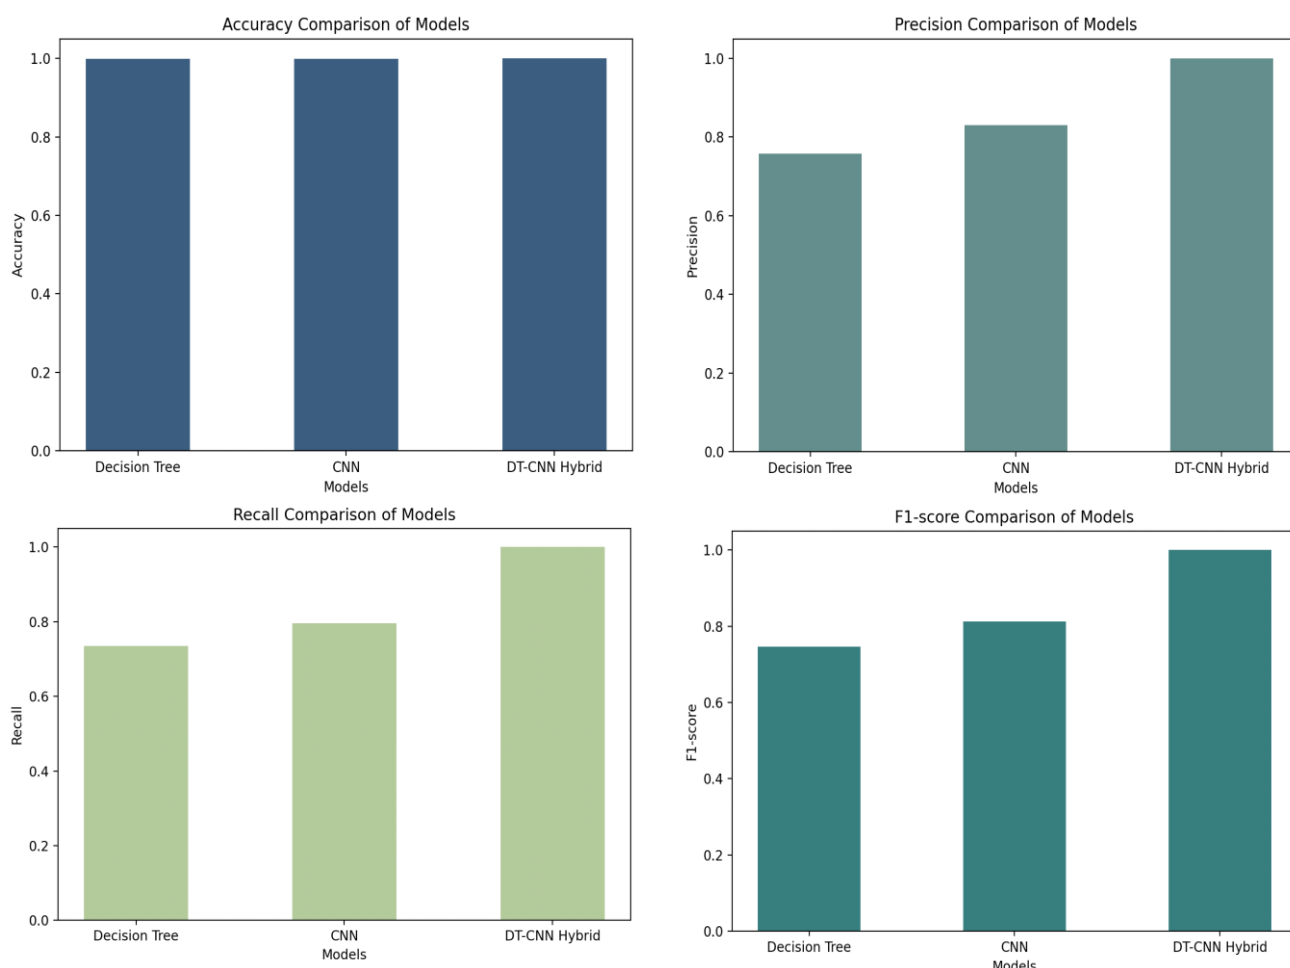 Accuracy Comparison of Models
1.0
0.8
0.6
0.4
0.2
0.0
Accuracy
Decision Tree CNN DT-CNN Hybrid
Models
Precision Comparison of Models
1.0
0.8
0.6
0.4
0.2
0.0
Precision
Decision Tree CNN DT-CNN Hybrid
Models
Recall Comparison of Models
1.0
0.8
0.6
0.4
0.2
0.0
Recall
Decision Tree CNN DT-CNN Hybrid
Models
F1-score Comparison of Models
1.0
0.8
0.6
0.4
0.2
0.0
F1-score
Decision Tree CNN DT-CNN Hybrid
Models